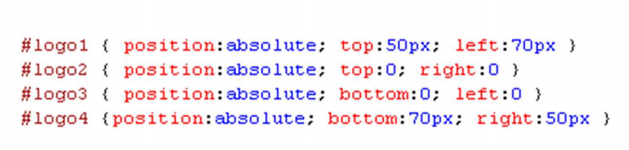 #logo1 { position:absolute; top:50px; left:70px }
#logo2 { position:absolute; top:0; right:0 }
#logo3 { position:absolute; bottom:0; left:0 }
#logo4 {position:absolute; bottom:70px; right:50px }